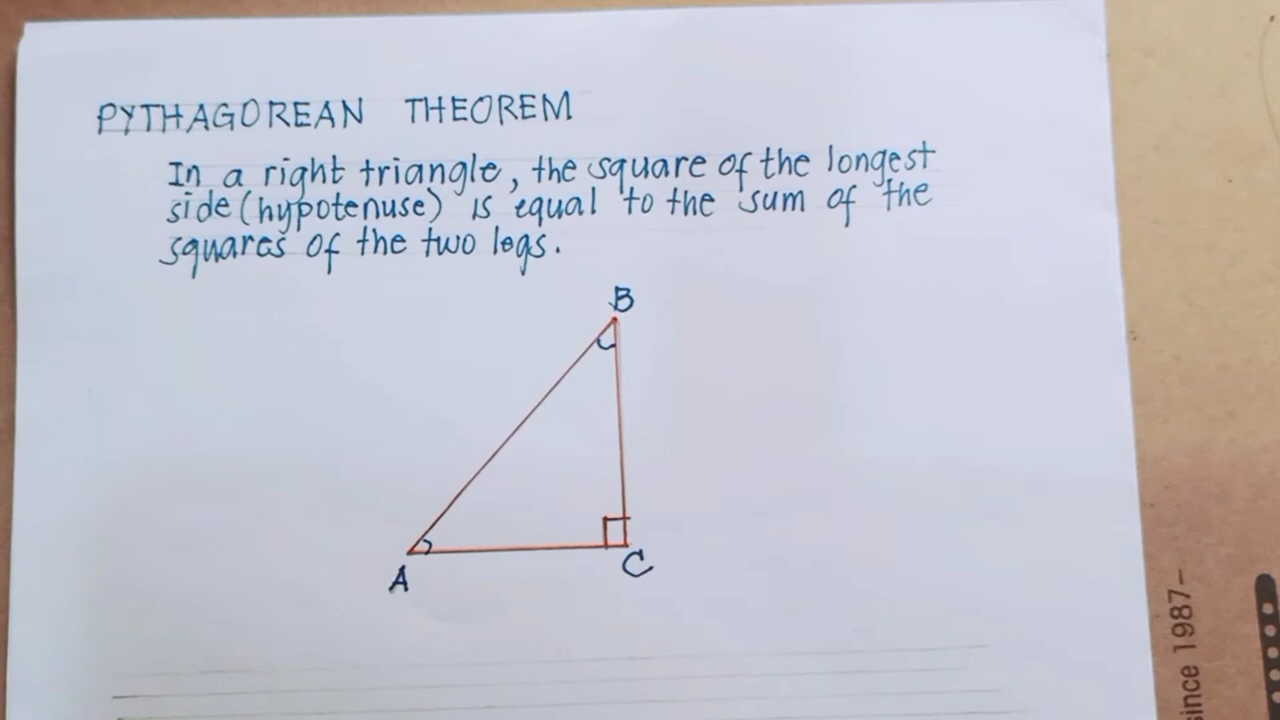 PYTHAGOREAN THEOREM
In a right triangle, the square of the longest
side (hypotenuse) is equal to the sum of the
squares of the two legs.
B
A
C
ince 1987-